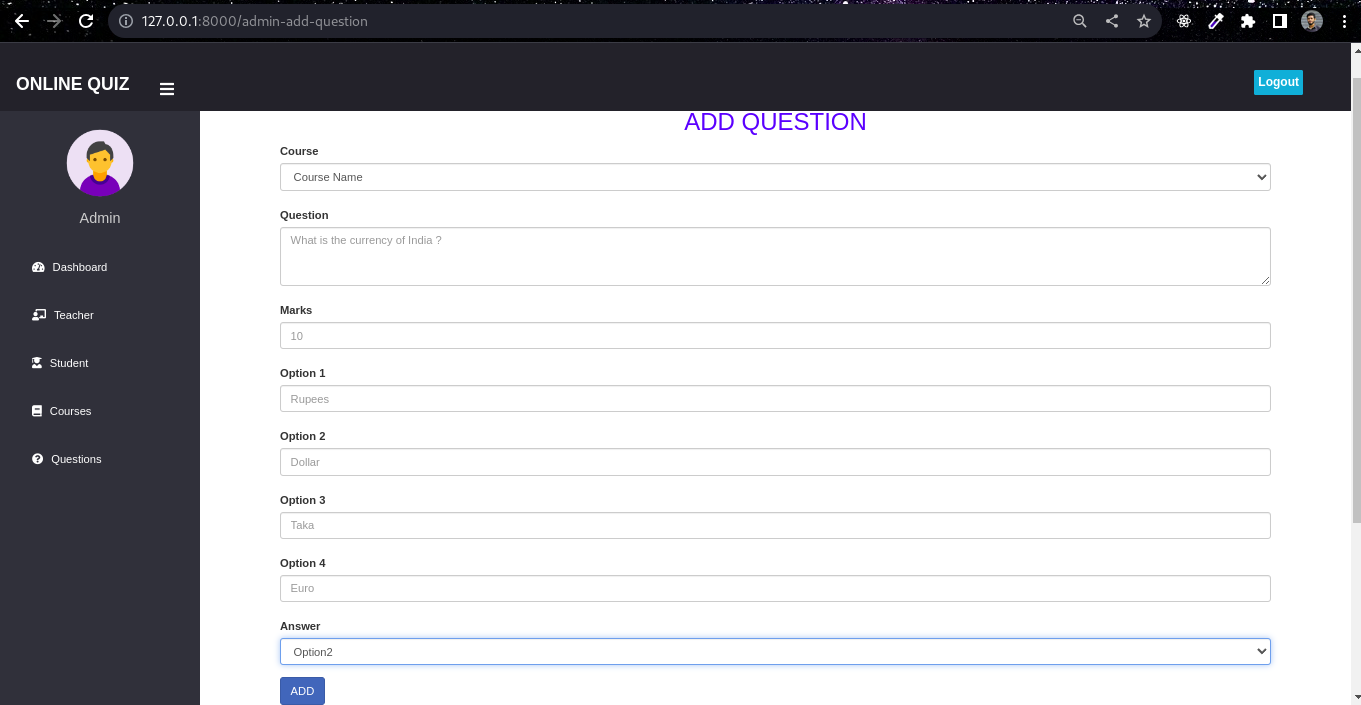 127.0.0.1:8000/admin-add-question
ONLINE QUIZ
Logout
Admin
Dashboard
Teacher
Student
Courses
Questions
ADD QUESTION
Course
Course Name
Question
What is the currency of India ?
Marks
10
Option 1
Rupees
Option 2
Dollar
Option 3
Taka
Option 4
Euro
Answer
Option2
ADD